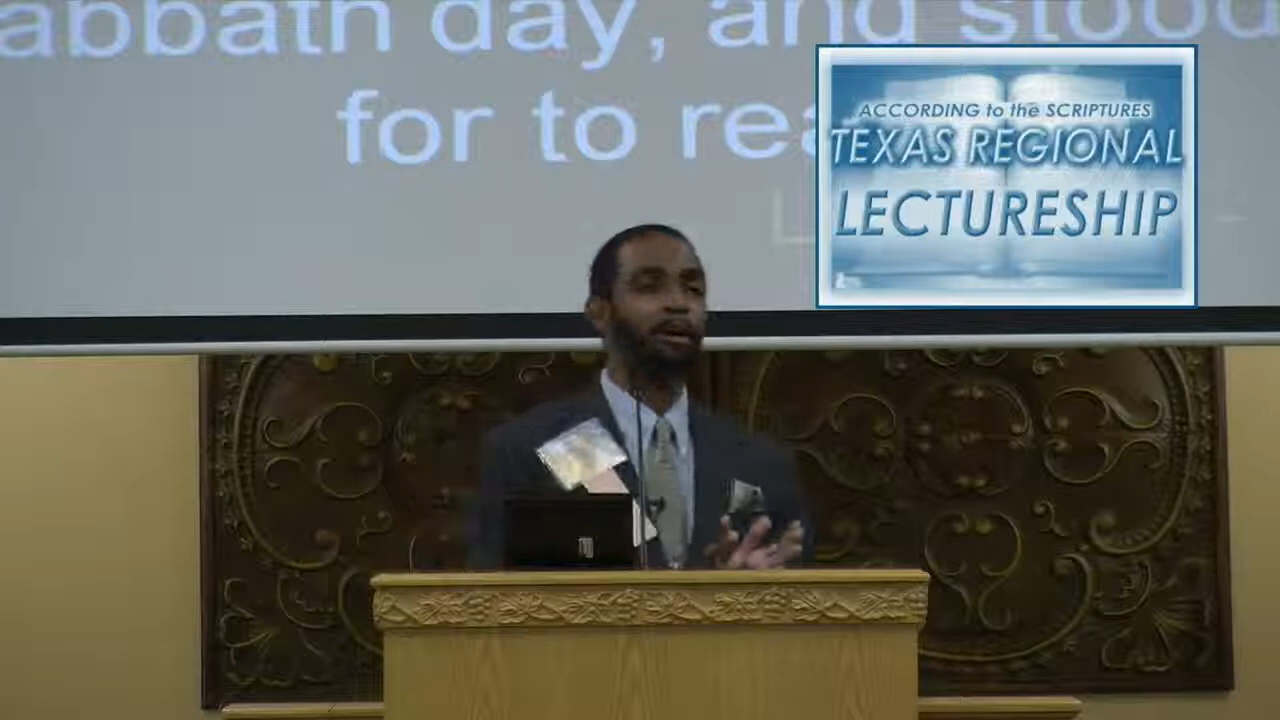 abbath day, and stood
for to rea
ACCORDING to the SCRIPTURES
TEXAS REGIONAL
LECTURESHIP